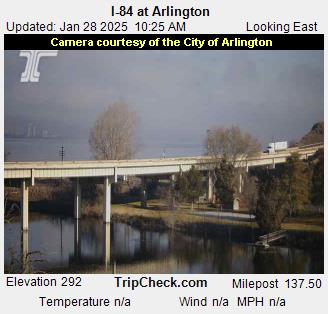 I-84 at Arlington
Updated: Jan 28 2025 10:25 AM Looking East
Camera courtesy of the City of Arlington
Elevation 292 TripCheck.com Milepost 137.50
Temperature n/a Wind n/a MPH n/a